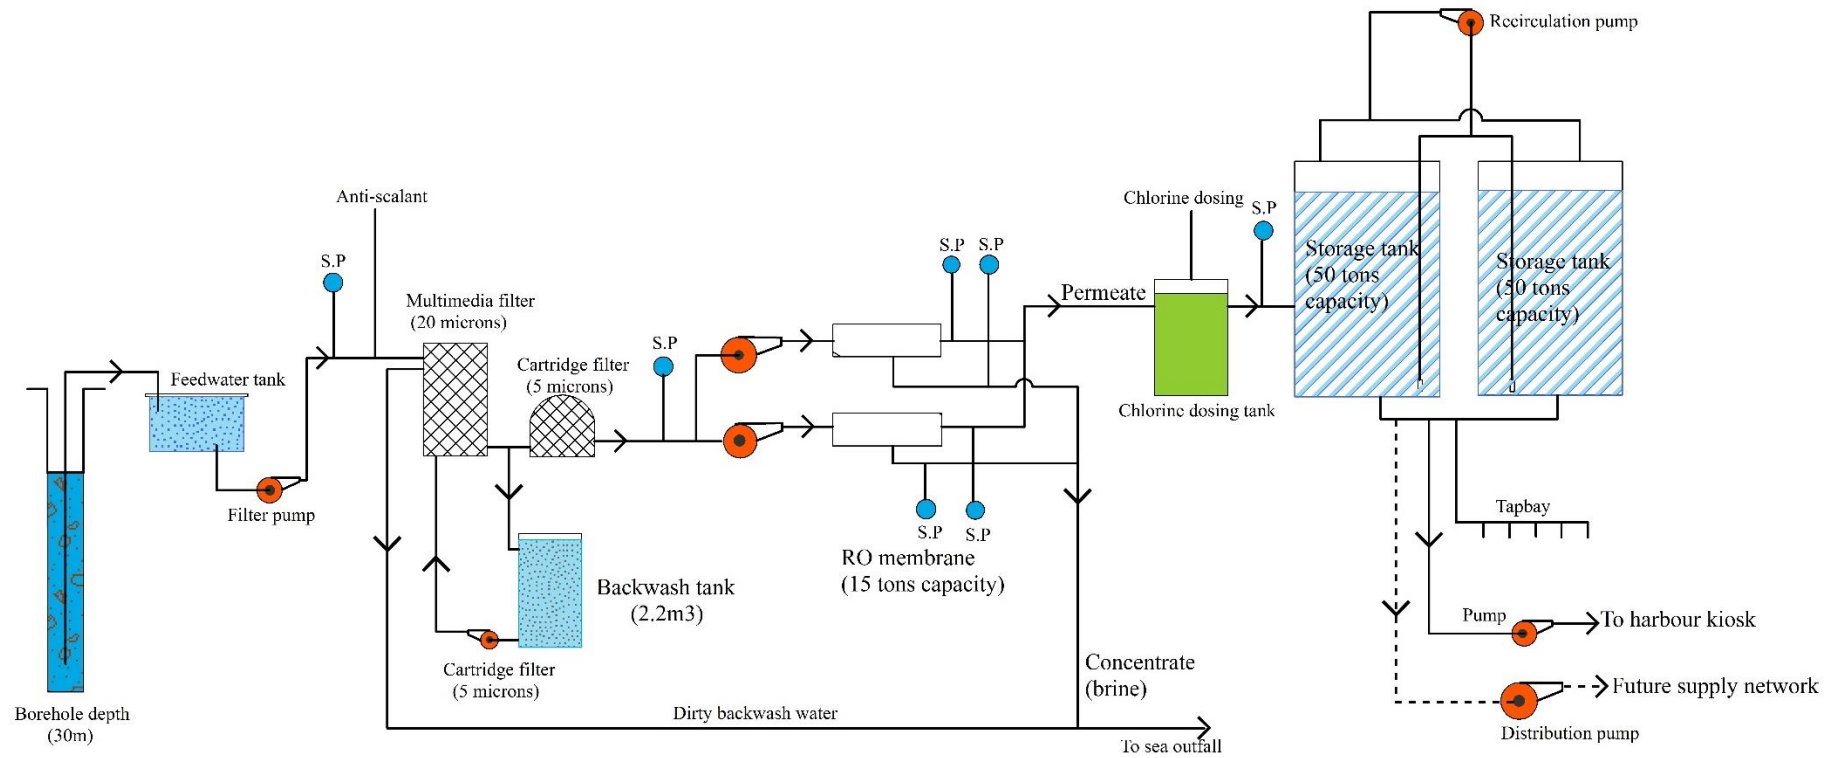 Recirculation pump
Anti-scalant
Chlorine dosing
S.P
S.P
S.P
S.P
Storage tank
(50 tons
capacity)
Storage tank
(50 tons
capacity)
Permeate
Multimedia filter
(20 microns)
S.P
Cartridge filter
(5 microns)
Feedwater tank
Chlorine dosing tank
Filter pump
Tapbay
S.P
S.P
RO membrane
(15 tons capacity)
Backwash tank
(2.2m3)
Pump
To harbour kiosk
Cartridge filter
(5 microns)
Concentrate
(brine)
Future supply network
Borehole depth
(30m)
Dirty backwash water
Distribution pump
To sea outfall